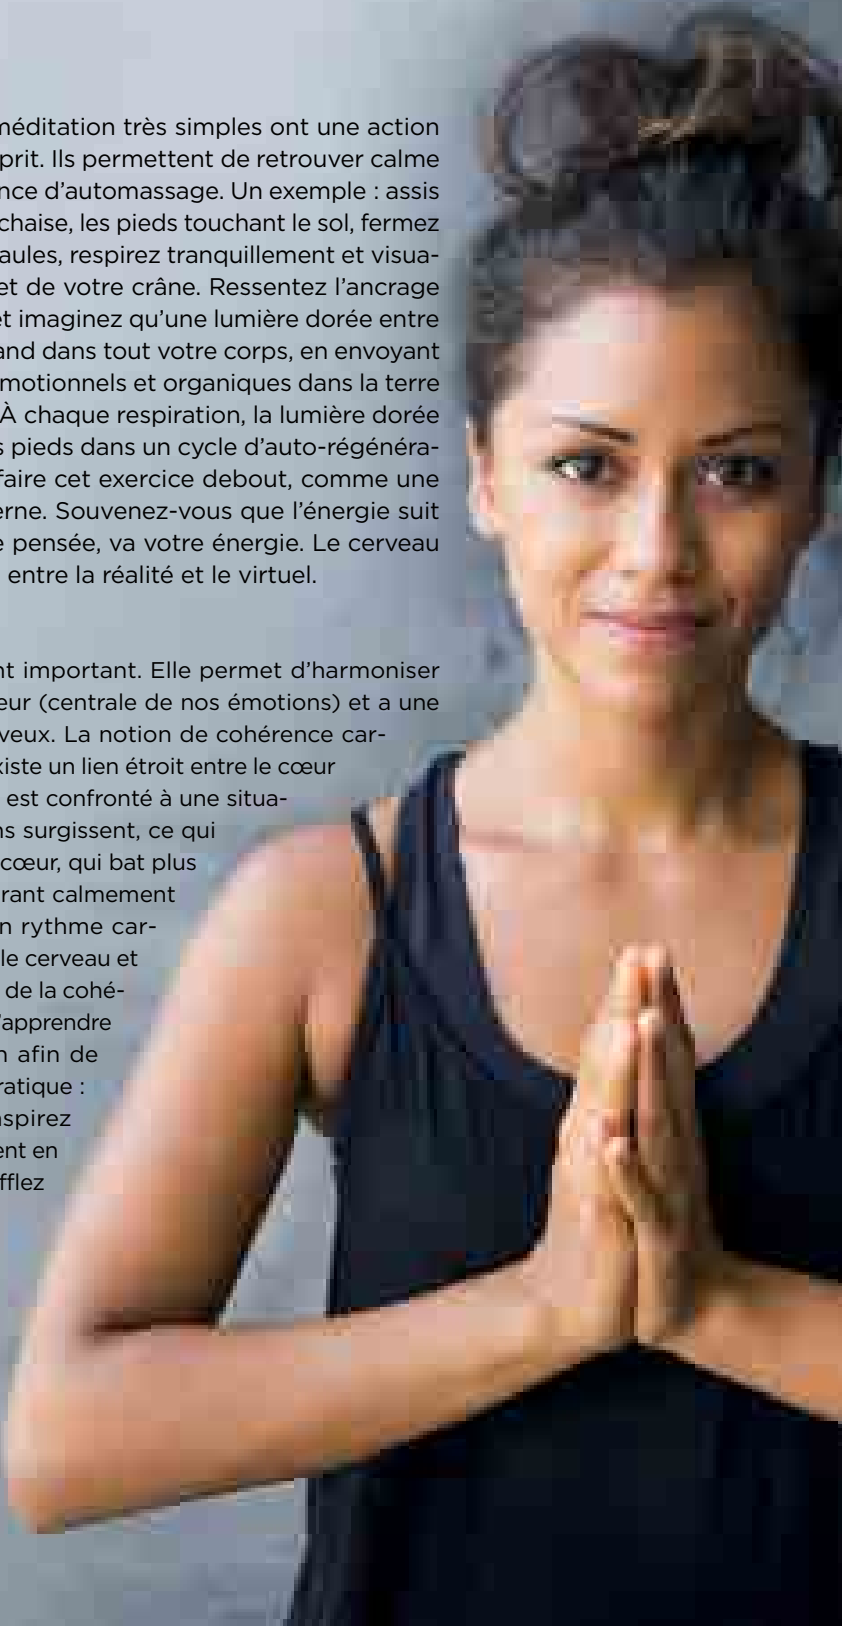 méditation très simples ont une action
prit. Ils permettent de retrouver calme
nce d’automassage. Un exemple : assis
chaise, les pieds touchant le sol, fermez
aules, respirez tranquillement et visua-
et de votre crâne. Ressentez l’ancrage
et imaginez qu’une lumière dorée entre
and dans tout votre corps, en envoyant
motionnels et organiques dans la terre
À chaque respiration, la lumière dorée
s pieds dans un cycle d’auto-régénéra-
faire cet exercice debout, comme une
erne. Souvenez-vous que l’énergie suit
e pensée, va votre énergie. Le cerveau
entre la réalité et le virtuel.
nt important. Elle permet d’harmoniser
eur (centrale de nos émotions) et a une
veux. La notion de cohérence car-
xiste un lien étroit entre le cœur
est confronté à une situa-
ns surgissent, ce qui
cœur, qui bat plus
irant calmement
n rythme car-
le cerveau et
de la cohé-
’apprendre
n afin de
ratique :
nspirez
ent en
fflez